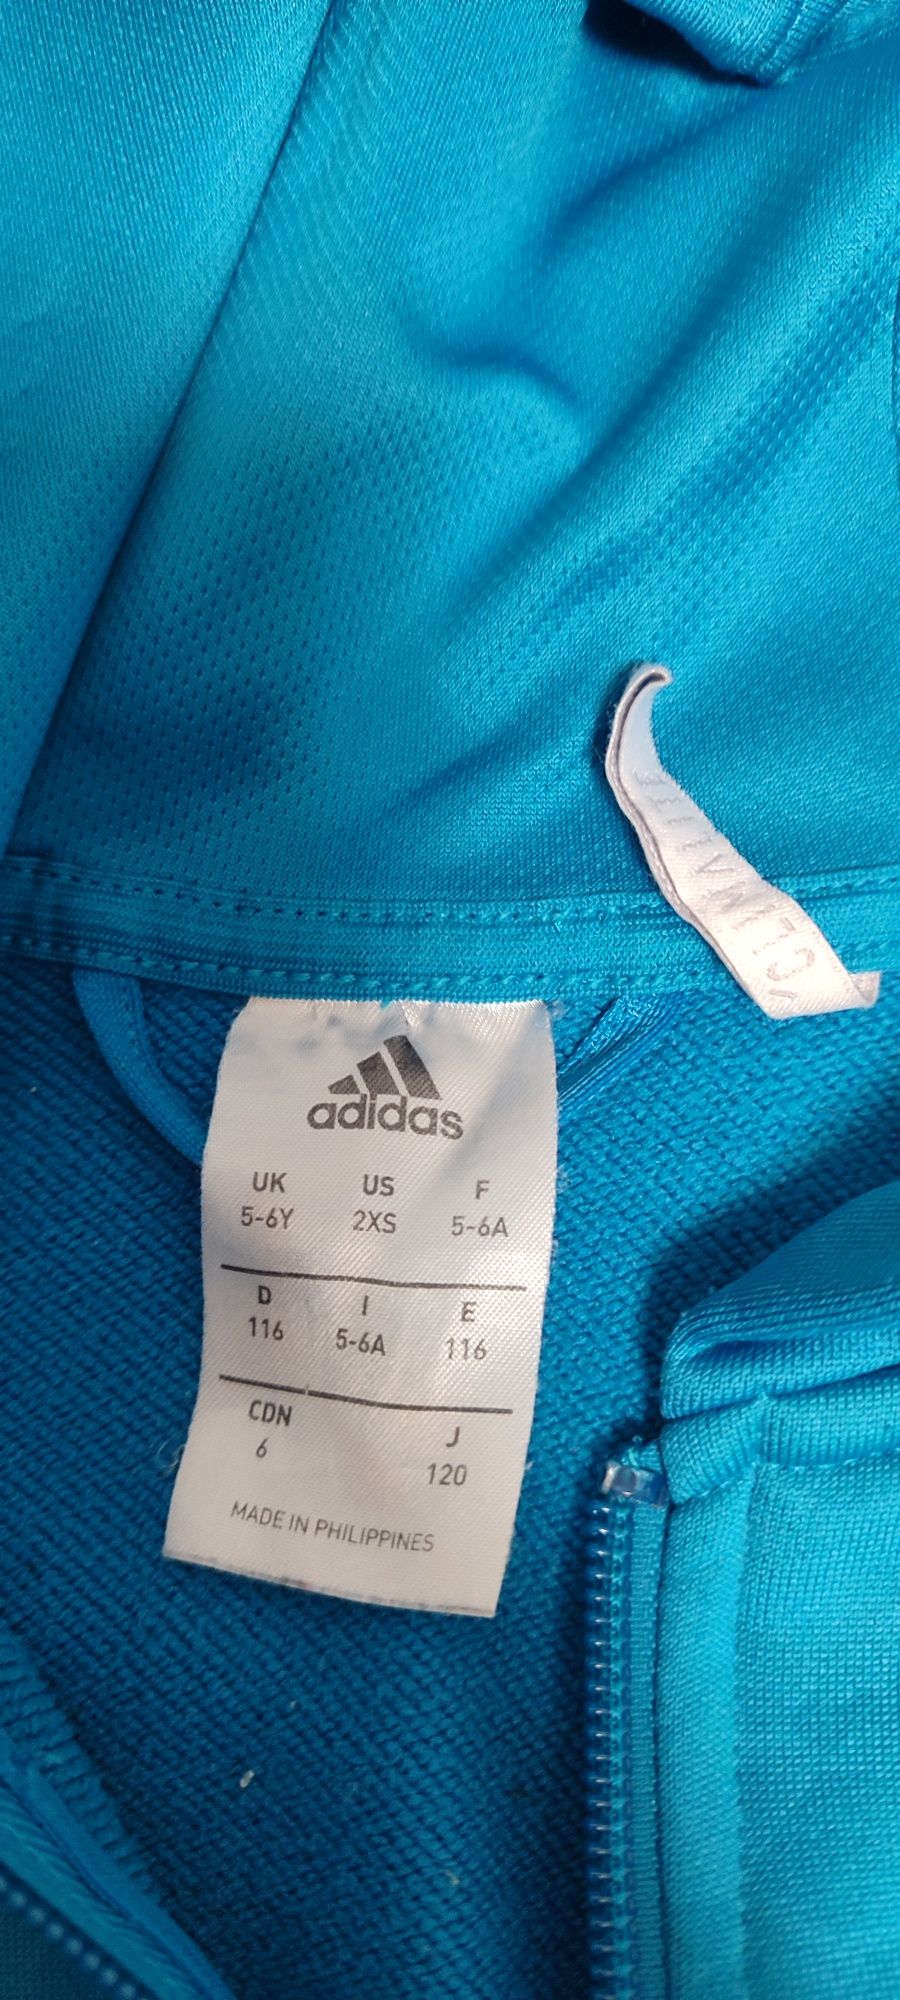 adidas
UK US F
5-6Y 2XS 5-6A
D I E
116 5-6A 116
CDN J
6 120
MADE IN PHILIPPINES